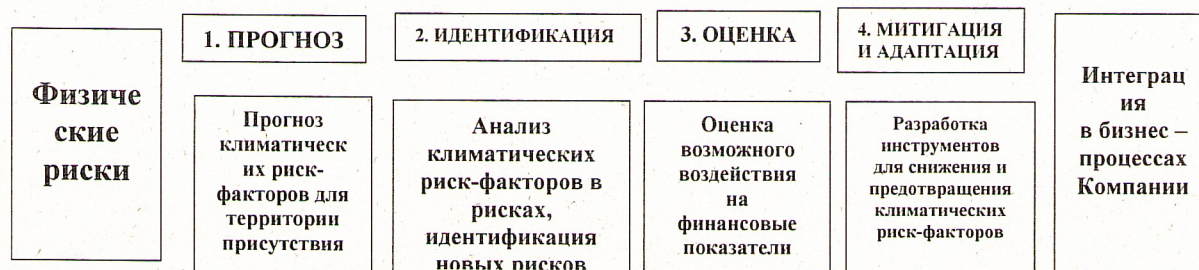 Физиче
ские
риски
1. ПРОГНОЗ
Прогноз
климатическ
их риск-
факторов для
территории
присутствия
2. ИДЕНТИФИКАЦИЯ
Анализ
климатических
риск-факторов в
рисках,
идентификация
новых рисков
3. ОЦЕНКА
Оценка
возможного
воздействия
на
финансовые
показатели
4. МИТИГАЦИЯ
И АДАПТАЦИЯ
Разработка
инструментов
для снижения и
предотвращения
климатических
риск-факторов
Интеграц
ия
в бизнес –
процессах
Компании